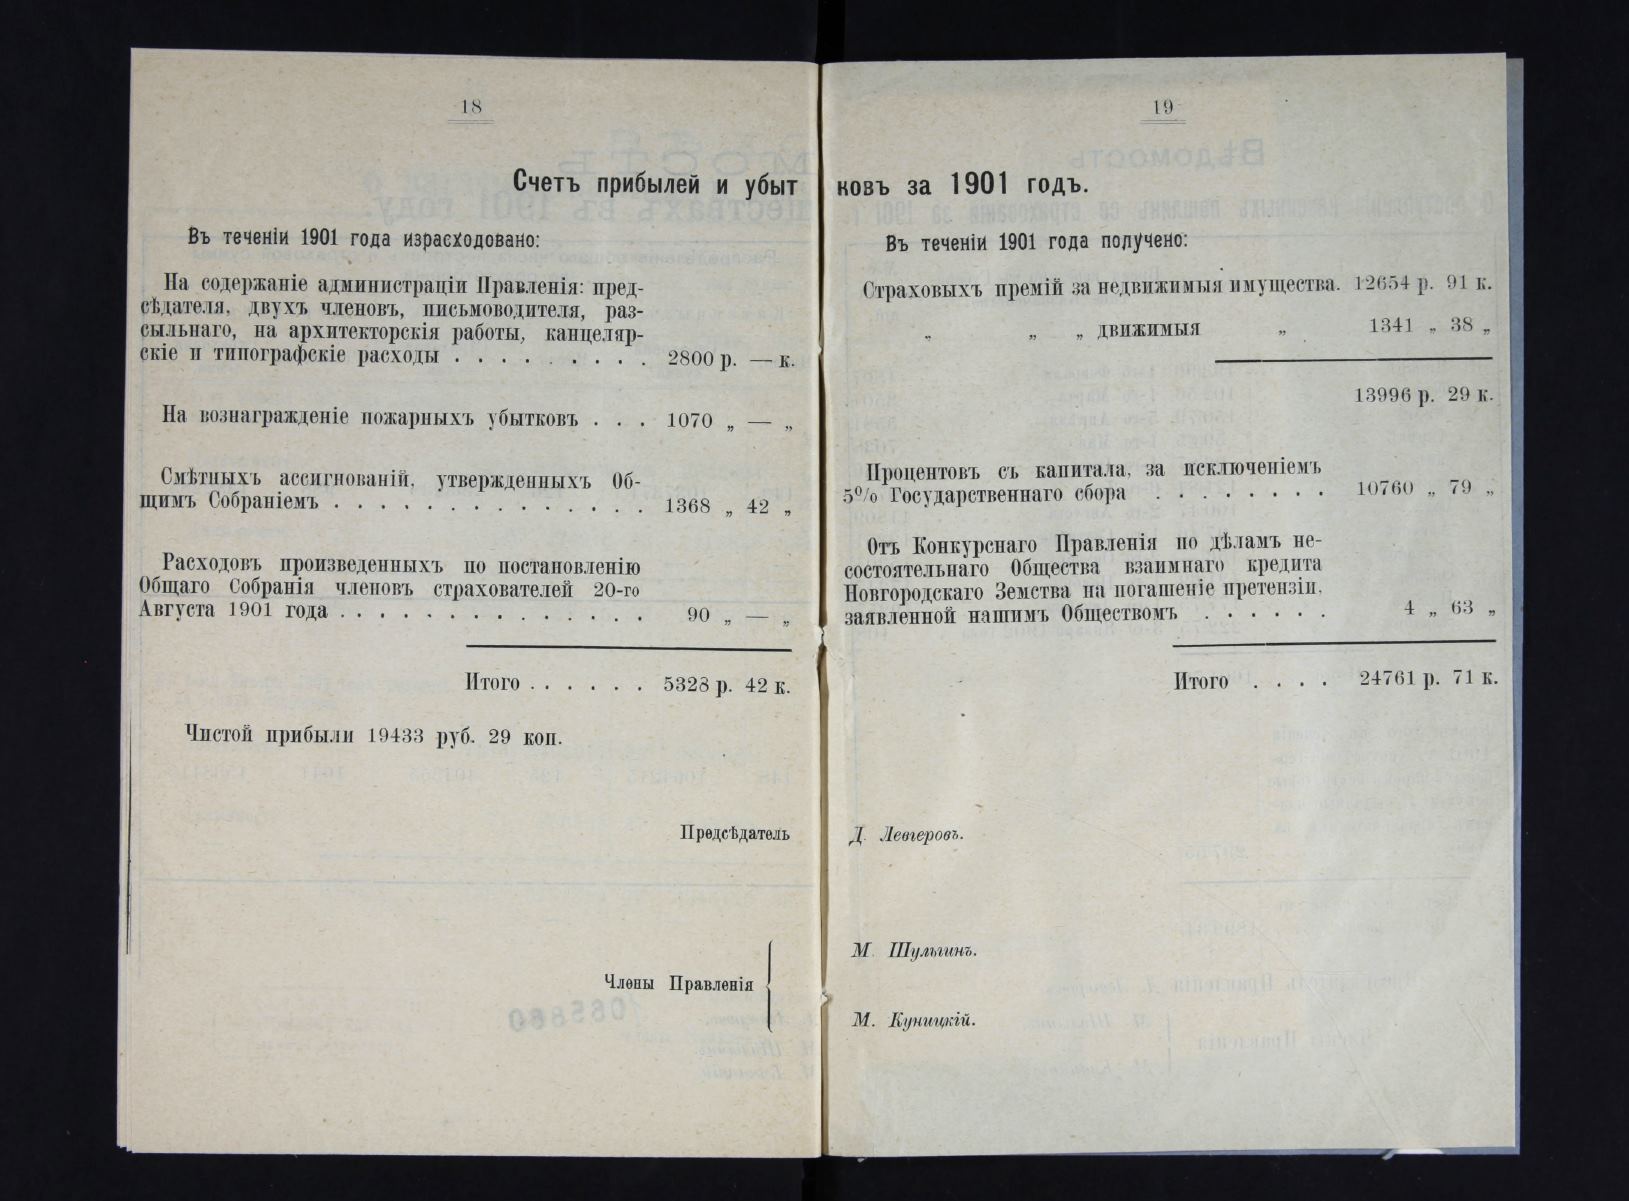 18
Счетъ прибылей и убыт
Въ теченіи 1901 года израсходовано:
На содержаніе администраціи Правленія: пред-
сѣдателя, двухъ членовъ, письмоводителя, раз-
сыльнаго, на архитекторскія работы, канцеляр-
скіе и типографскіе расходы . . . . . . . . . 2800 р. — к.
На вознагражденіе пожарныхъ убытковъ . . . 1070 „ — „
Смѣтныхъ ассигнованій, утвержденныхъ Об-
щимъ Собраніемъ . . . . . . . . . . . . . . 1368 „ 42 „
Расходовъ произведенныхъ по постановленію
Общаго Собранія членовъ страхователей 20-го
Августа 1901 года . . . . . . . . . . . . . . 90 „ — „
Итого . . . . . . 5328 р. 42 к.
Чистой прибыли 19433 руб. 29 коп.
Предсѣдатель
Члены Правленія
19
ковъ за 1901 годъ.
Въ теченіи 1901 года получено:
Страховыхъ премій за недвижимыя имущества. 12654 р. 91 к.
„ „ „ движимыя „ 1341 „ 38 „
13996 р. 29 к.
Процентовъ съ капитала, за исключеніемъ
5% Государственнаго сбора . . . . . . . . 10760 „ 79 „
Отъ Конкурснаго Правленія по дѣламъ не-
состоятельнаго Общества взаимнаго кредита
Новгородскаго Земства на погашеніе претензіи,
заявленной нашимъ Обществомъ . . . . . . 4 „ 63 „
Итого . . . . 24761 р. 71 к.
Д. Левгеровъ.
М. Шульгинъ.
М. Куницкій.